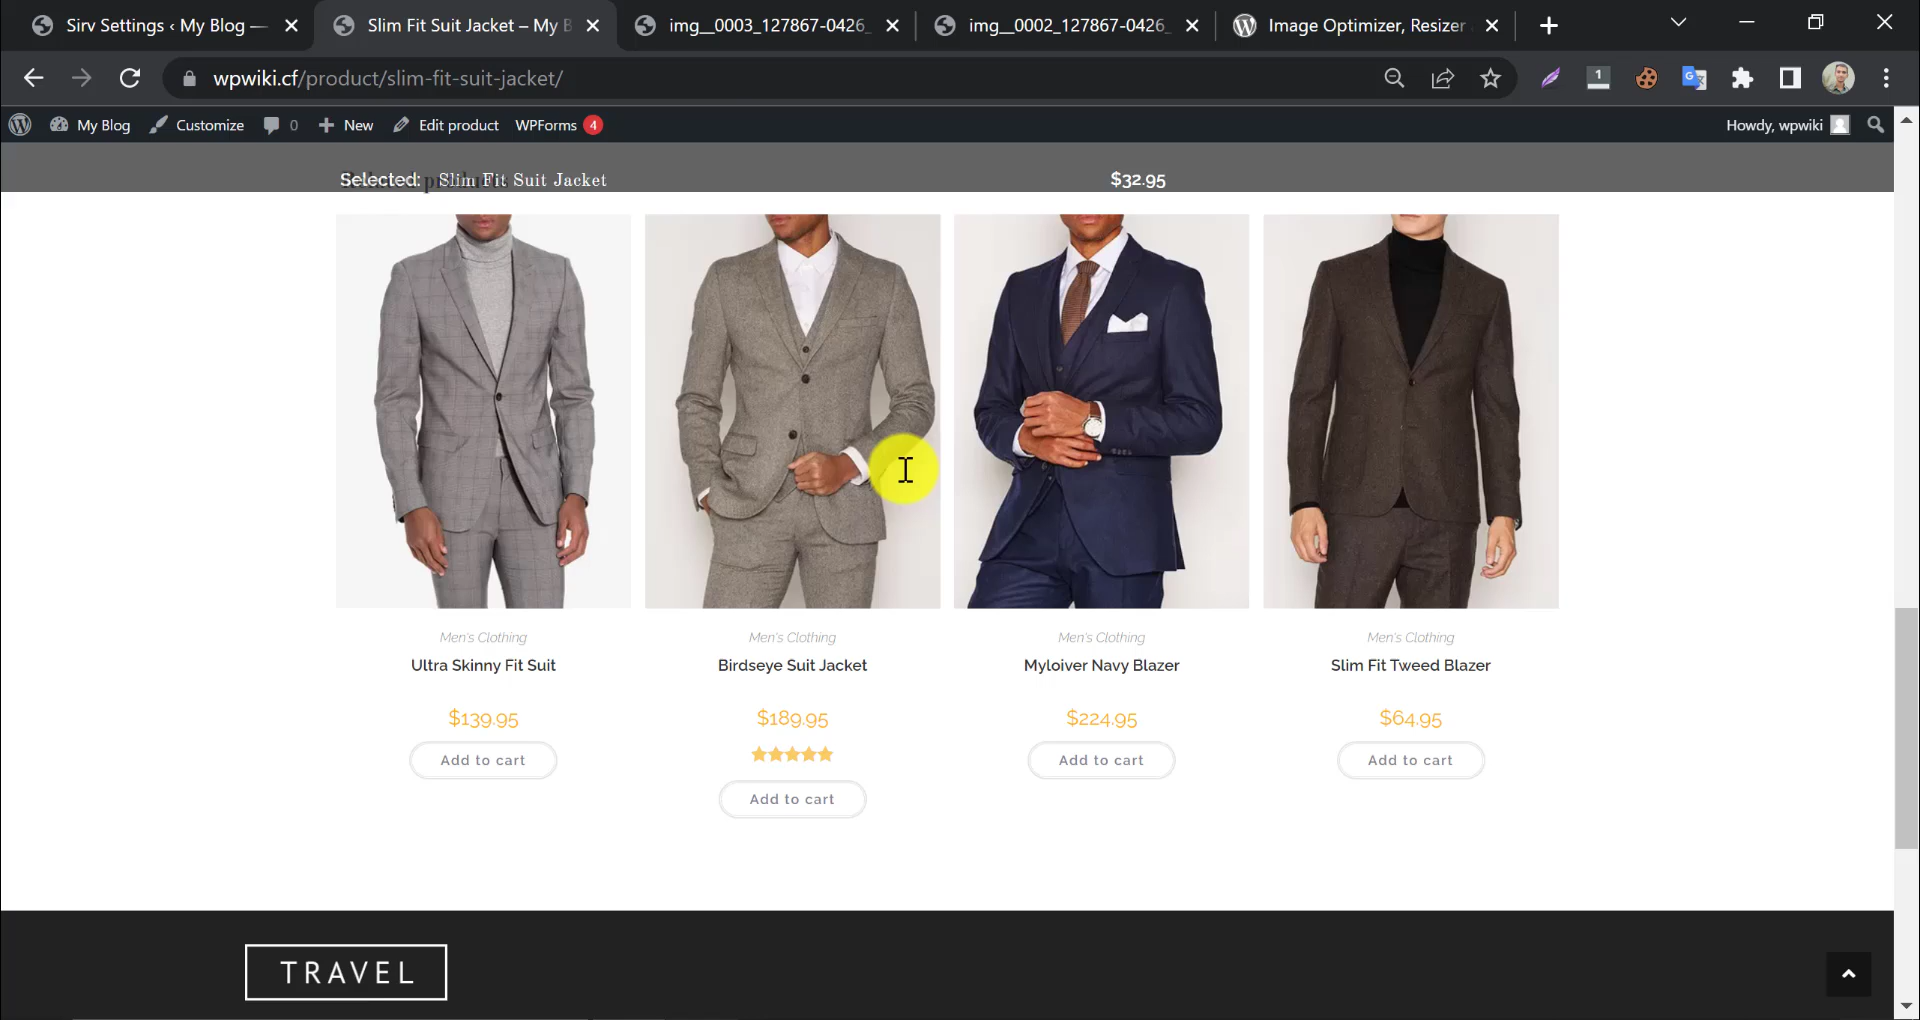 Sirv Settings ‹ My Blog —
Slim Fit Suit Jacket – My B
img__0003_127867-0426_
img__0002_127867-0426_
Image Optimizer, Resizer
wpwiki.cf/product/slim-fit-suit-jacket/
1
My Blog
Customize
0
New
Edit product
WPForms 4
Howdy, wpwiki
Selected: Slim Fit Suit Jacket
$32.95
Men's Clothing
Men's Clothing
Men's Clothing
Men's Clothing
Ultra Skinny Fit Suit
Birdseye Suit Jacket
Myloiver Navy Blazer
Slim Fit Tweed Blazer
$139.95
$189.95
$224.95
$64.95
Add to cart
Add to cart
Add to cart
Add to cart
TRAVEL